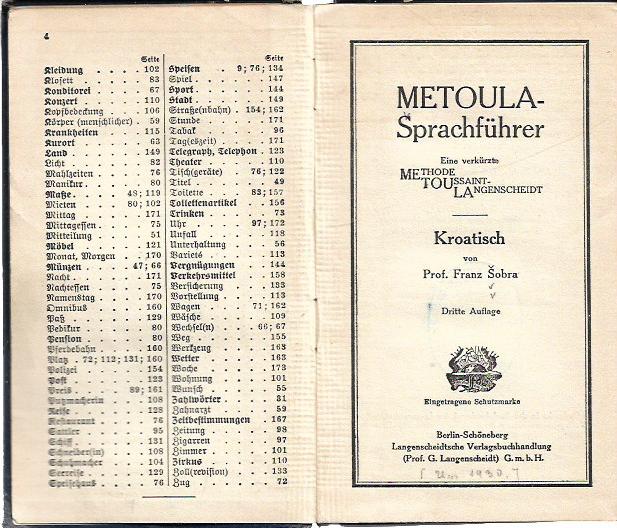 4
Seite
Kleidung . . . . . 102
Klosett . . . . . 83
Konditorei . . . . 67
Konzert . . . . . 110
Kopfbedeckung . . . 106
Körper (menschlicher) . 59
Krankheiten . . . . 115
Kurort . . . . . 63
Land . . . . . 149
Licht . . . . . 82
Mahlzeiten . . . . 76
Manikur . . . . . 80
Maße . . . . 48; 119
Mieten . . . . 80; 102
Mittag . . . . . 171
Mittagessen . . . . 75
Mitteilung . . . . 51
Möbel . . . . . 121
Monat, Morgen . . . 170
Münzen . . . . 47; 66
Nacht . . . . . 171
Nachtessen . . . . 75
Namenstag . . . . 170
Omnibus . . . . . 160
Paß . . . . . 129
Pedikur . . . . . 80
Pension . . . . . 80
Pferdebahn . . . . 160
Platz . 72; 112; 131; 160
Polizei . . . . . 154
Post . . . . . 123
Preis . . . . 89; 161
Putzmacherin . . . 108
Reise . . . . . 128
Restaurant . . . . 76
Sattler . . . . . 95
Schiff . . . . . 131
Schneider(in) . . . 108
Schuhmacher . . . 104
Seereise . . . . . 129
Speisehaus . . . . 76
Seite
Speisen . . 9; 76; 134
Spiel . . . . . 147
Sport . . . . . 144
Stadt . . . . . 149
Straße(nbahn) . 154; 162
Stunde . . . . . 171
Tabak . . . . . 96
Tag(eszeit) . . . . 171
Telegraph, Telephon . 123
Theater . . . . . 110
Tisch(geräte) . . 76; 122
Titel . . . . . 49
Toilette . . . . 83; 157
Toilettenartikel . . 156
Trinken . . . . . 73
Uhr . . . . 97; 172
Unfall . . . . . 118
Unterhaltung . . . 56
Varieté . . . . . 113
Vergnügungen . . . 144
Verkehrsmittel . . . 158
Versicherung . . . 133
Vorstellung . . . . 113
Wagen . . . . 71; 162
Wäsche . . . . . 109
Wechsel(n) . . . 66; 67
Weg . . . . . 155
Werkzeug . . . . 163
Wetter . . . . . 163
Woche . . . . . 173
Wohnung . . . . 101
Wunsch . . . . . 55
Zahlwörter . . . . 31
Zahnarzt . . . . 59
Zeitbestimmungen . . 167
Zeitung . . . . . 98
Zigarren . . . . . 97
Zimmer . . . . . 101
Zirkus . . . . . 110
Zoll(revision) . . . 133
Zug . . . . . 72
METOULA-
Sprachführer
Eine verkürzte
METHODE
TOUSSAINT-
LANGENSCHEIDT
Kroatisch
von
Prof. Franz Šobra
Dritte Auflage
Eingetragene Schutzmarke
Berlin-Schöneberg
Langenscheidtsche Verlagsbuchhandlung
(Prof. G. Langenscheidt) G. m. b. H.
[Um 1930.]